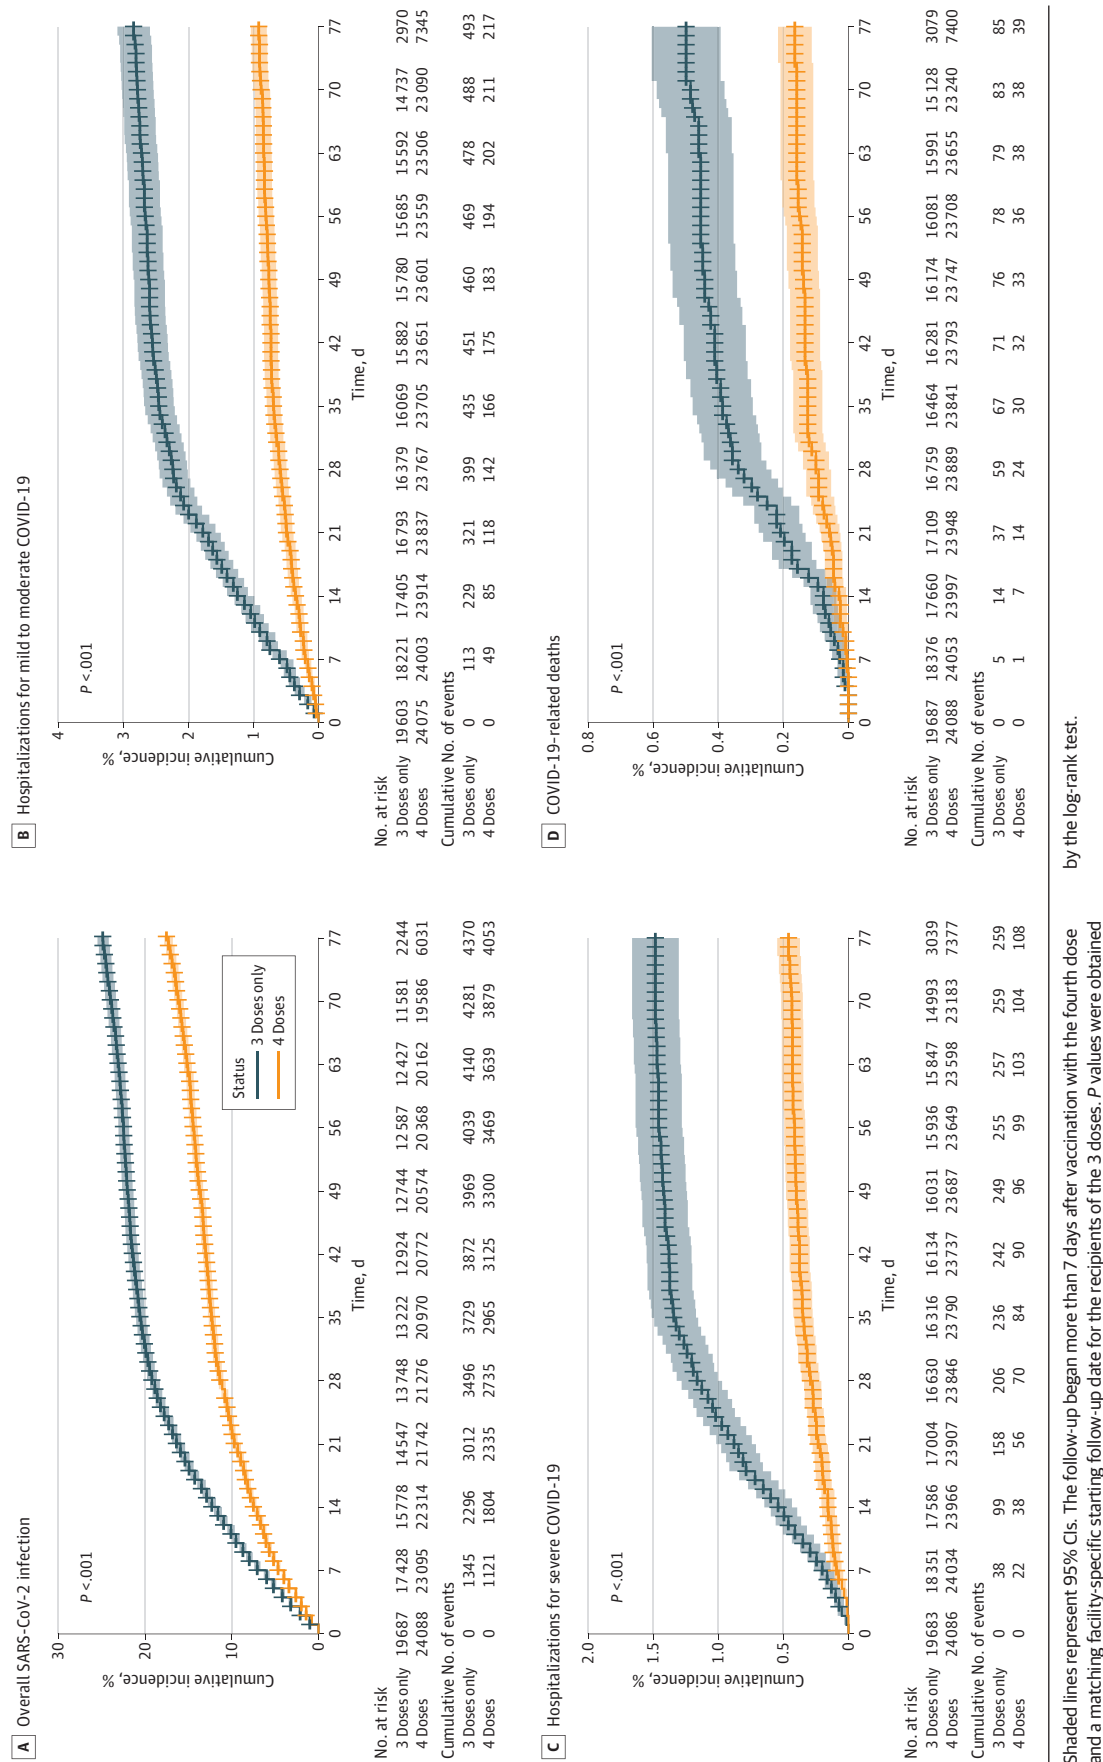 A Overall SARS-CoV-2 infection
30
20
10
0
Cumulative incidence, %
P <.001
Status
3 Doses only
4 Doses
0 7 14 21 28 35 42 49 56 63 70 77
Time, d
No. at risk
3 Doses only 19687 17428 15778 14547 13748 13222 12924 12744 12587 12427 11581 2244
4 Doses 24088 23095 22314 21742 21276 20970 20772 20574 20368 20162 19586 6031
Cumulative No. of events
3 Doses only 0 1345 2296 3012 3496 3729 3872 3969 4039 4140 4281 4370
4 Doses 0 1121 1804 2335 2735 2965 3125 3300 3469 3639 3879 4053
B Hospitalizations for mild to moderate COVID-19
4
3
2
1
0
Cumulative incidence, %
P <.001
0 7 14 21 28 35 42 49 56 63 70 77
Time, d
No. at risk
3 Doses only 19603 18221 17405 16793 16379 16069 15882 15780 15685 15592 14737 2970
4 Doses 24075 24003 23914 23837 23767 23705 23651 23601 23559 23506 23090 7345
Cumulative No. of events
3 Doses only 0 113 229 321 399 435 451 460 469 478 488 493
4 Doses 0 49 85 118 142 166 175 183 194 202 211 217
C Hospitalizations for severe COVID-19
2.0
1.5
1.0
0.5
0
Cumulative incidence, %
P <.001
0 7 14 21 28 35 42 49 56 63 70 77
Time, d
No. at risk
3 Doses only 19683 18351 17586 17004 16630 16316 16134 16031 15936 15847 14993 3039
4 Doses 24086 24034 23966 23907 23846 23790 23737 23687 23649 23598 23183 7377
Cumulative No. of events
3 Doses only 0 38 99 158 206 236 242 249 255 257 259 259
4 Doses 0 22 38 56 70 84 90 96 99 103 104 108
D COVID-19-related deaths
0.8
0.6
0.4
0.2
0
Cumulative incidence, %
P <.001
0 7 14 21 28 35 42 49 56 63 70 77
Time, d
No. at risk
3 Doses only 19687 18376 17660 17109 16759 16464 16281 16174 16081 15991 15128 3079
4 Doses 24088 24053 23997 23948 23889 23841 23793 23747 23708 23655 23240 7400
Cumulative No. of events
3 Doses only 0 5 14 37 59 67 71 76 78 79 83 85
4 Doses 0 1 7 14 24 30 32 33 36 38 38 39
Shaded lines represent 95% CIs. The follow-up began more than 7 days after vaccination with the fourth dose
and a matching facility-specific starting follow-up date for the recipients of the 3 doses. P values were obtained
by the log-rank test.